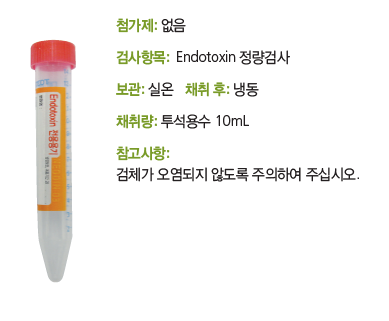 첨가제: 없음
검사항목: Endotoxin 정량검사
보관: 실온 채취 후: 냉동
채취량: 투석용수 10mL
참고사항:
검체가 오염되지 않도록 주의하여 주십시오.
Endotoxin 전용용기